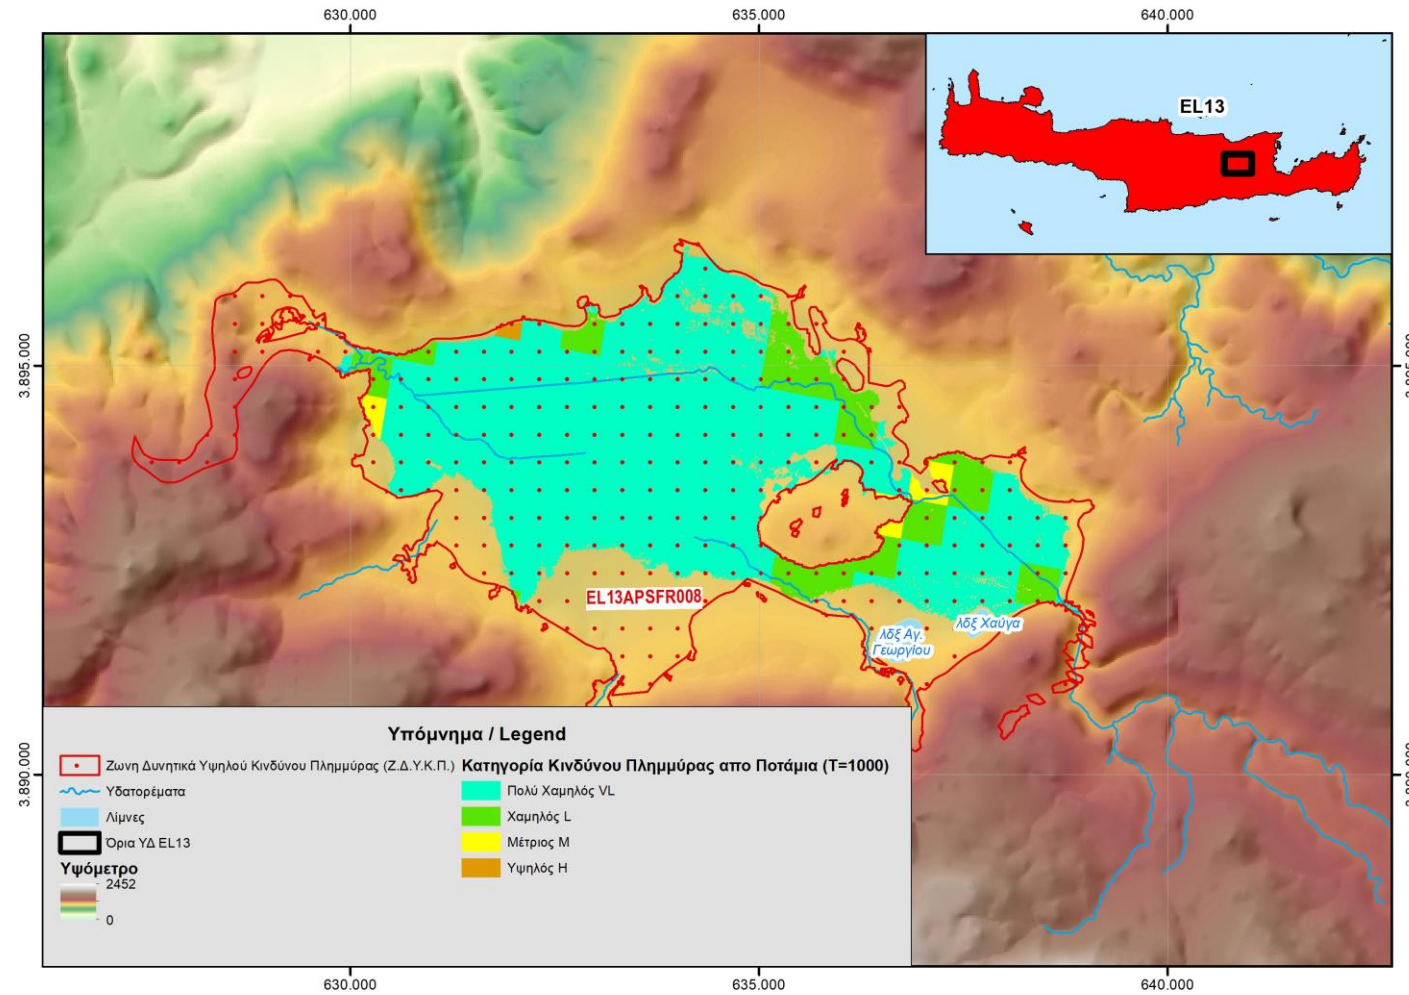 630.000
635.000
640.000
EL13
3.895.000
EL13APSFR008
λδξ Χαύγα
λδξ Αγ.
Γεωργίου
Υπόμνημα / Legend
Ζωνη Δυνητικά Υψηλού Κινδύνου Πλημμύρας (Ζ.Δ.Υ.Κ.Π.)
Υδατορέματα
Λίμνες
Όρια ΥΔ EL13
Υψόμετρο
2452
0
Κατηγορία Κινδύνου Πλημμύρας απο Ποτάμια (T=1000)
Πολύ Χαμηλός VL
Χαμηλός L
Μέτριος M
Υψηλός H
3.890.000
630.000
635.000
640.000